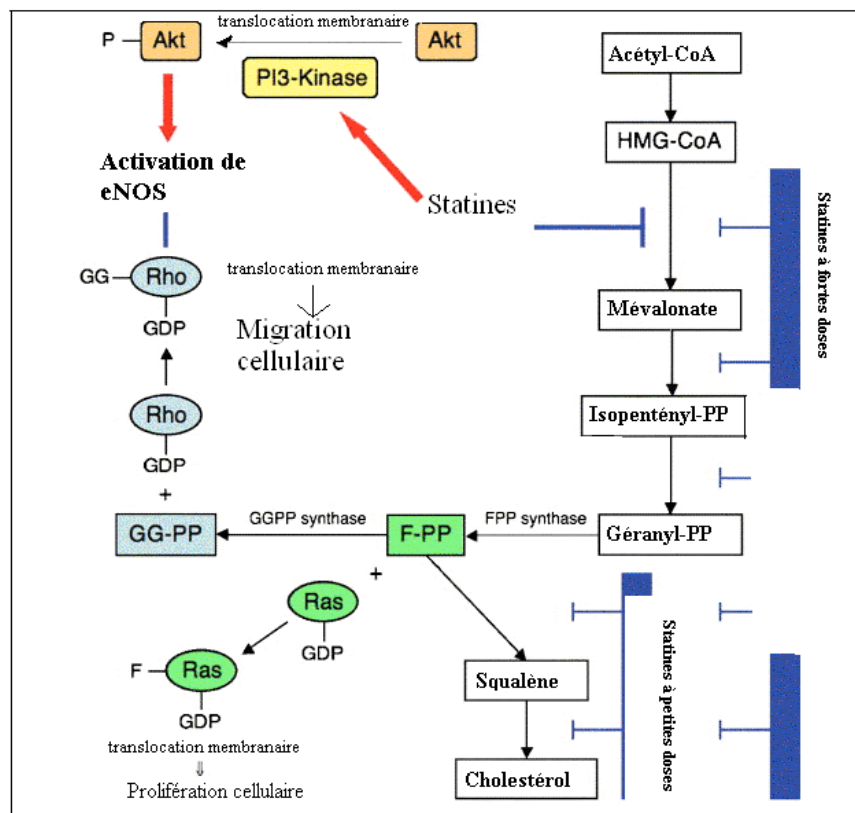 translocation membranaire
P
Akt
Akt
PI3-Kinase
Acétyl-CoA
HMG-CoA
Activation de
eNOS
Statines
Statines à fortes doses
GG
Rho
GDP
translocation membranaire
Migration
cellulaire
Mévalonate
Rho
GDP
+
Isopentényl-PP
GG-PP
GGPP synthase
F-PP
FPP synthase
Géranyl-PP
+
Ras
GDP
F
Ras
GDP
Squalène
Cholestérol
Statines à petites doses
translocation membranaire
⇓
Prolifération cellulaire